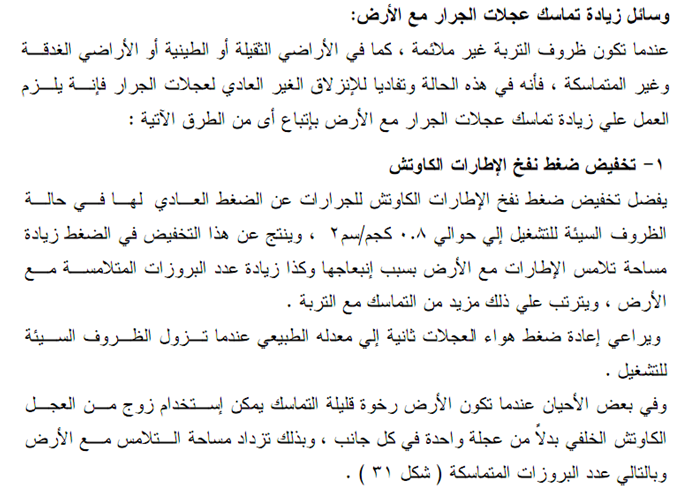 وسائل زيادة تماسك عجلات الجرار مع الأرض:
عندما تكون ظروف التربة غير ملائمة ، كما في الأراضي الثقيلة أو الطينية أو الأراضي الغدقة
وغير المتماسكة ، فأنه في هذه الحالة وتفاديا للإنزلاق الغير العادي لعجلات الجرار فإنة يلزم
العمل علي زيادة تماسك عجلات الجرار مع الأرض بإتباع أى من الطرق الآتية :
١- تخفيض ضغط نفخ الإطارات الكاوتش
يفضل تخفيض ضغط نفخ الإطارات الكاوتش للجرارات عن الضغط العادي لها في حالة
الظروف السيئة للتشغيل إلي حوالي ٠.٨ كجم/سم٢ ، وينتج عن هذا التخفيض في الضغط زيادة
مساحة تلامس الإطارات مع الأرض بسبب إنبعاجها وكذا زيادة عدد البروزات المتلامسة مع
الأرض ، ويترتب علي ذلك مزيد من التماسك مع التربة .
ويراعي إعادة ضغط هواء العجلات ثانية إلي معدله الطبيعي عندما تزول الظروف السيئة
للتشغيل .
وفي بعض الأحيان عندما تكون الأرض رخوة قليلة التماسك يمكن إستخدام زوج من العجل
الكاوتش الخلفي بدلاً من عجلة واحدة في كل جانب ، وبذلك تزداد مساحة التلامس مع الأرض
وبالتالي عدد البروزات المتماسكة ( شكل ٣١ ) .